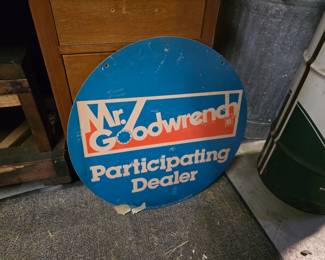 Mr.
Goodwrench
Participating
Dealer